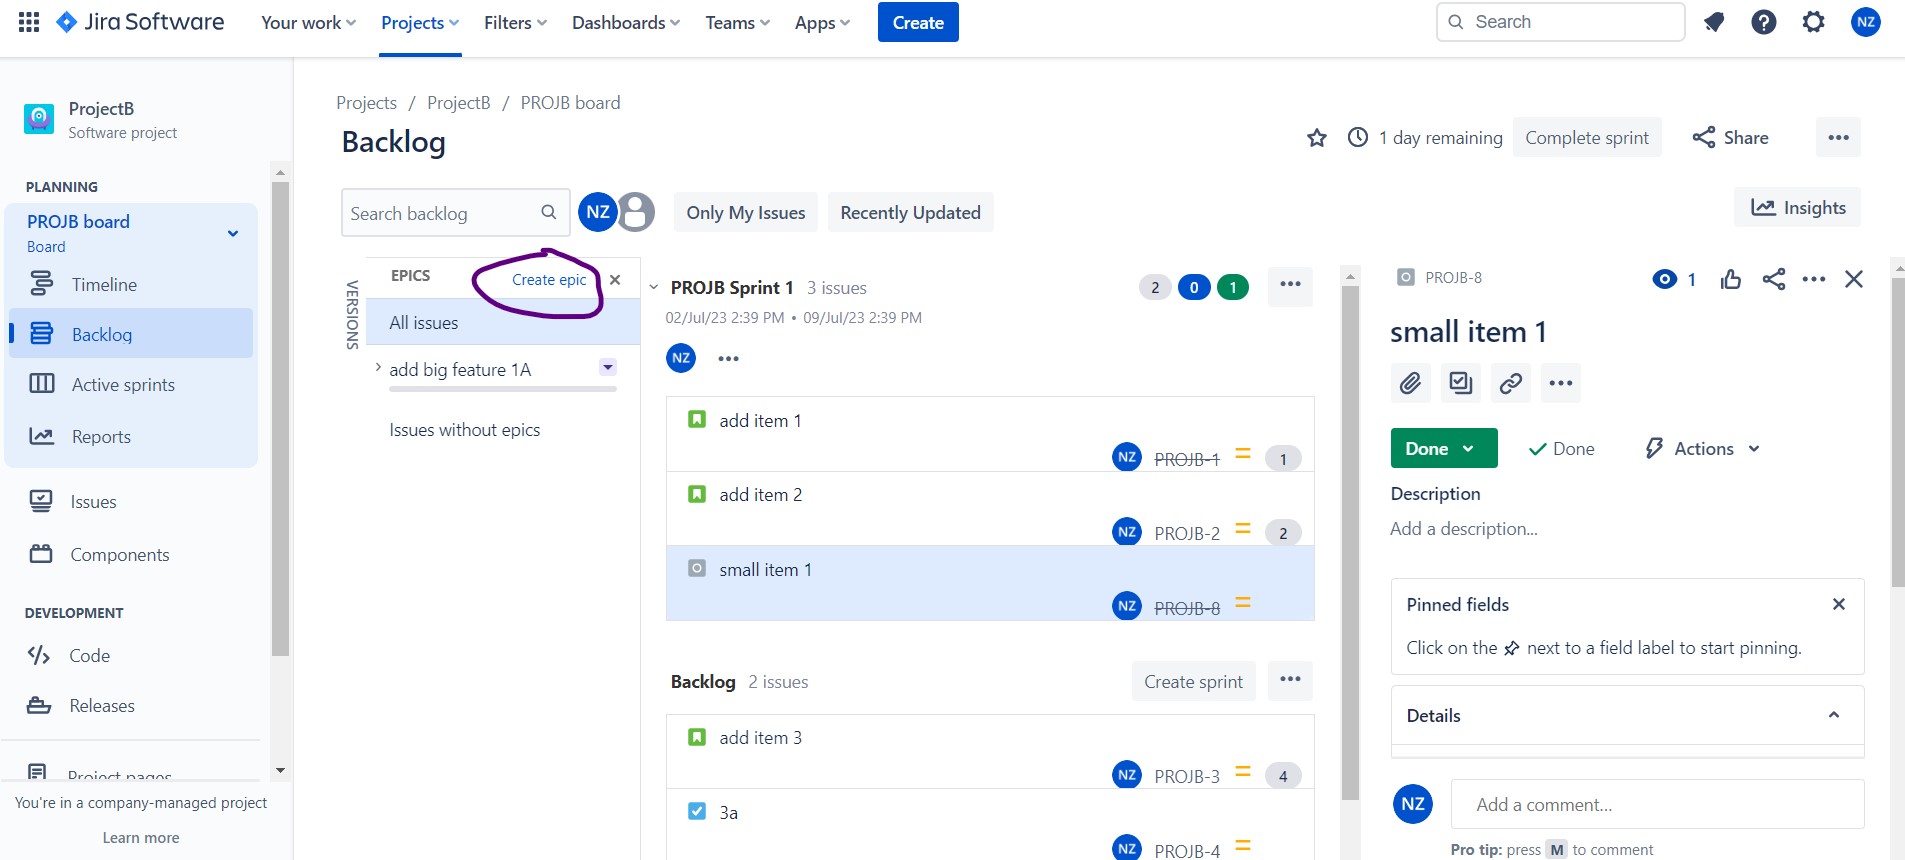 Jira Software Your work Projects Filters Dashboards Teams Apps Create Search NZ
ProjectB
Software project
PLANNING
PROJB board
Board
Timeline
Backlog
Active sprints
Reports
Issues
Components
DEVELOPMENT
Code
Releases
Project pages
You're in a company-managed project
Learn more
Projects / ProjectB / PROJB board
Backlog
1 day remaining Complete sprint Share
Search backlog NZ Only My Issues Recently Updated Insights
VERSIONS
EPICS Create epic
All issues
add big feature 1A
Issues without epics
PROJB Sprint 1 3 issues 2 0 1
02/Jul/23 2:39 PM • 09/Jul/23 2:39 PM
NZ
add item 1
NZ PROJB-1 1
add item 2
NZ PROJB-2 2
small item 1
NZ PROJB-8
Backlog 2 issues Create sprint
add item 3
NZ PROJB-3 4
3a
NZ PROJB-4
PROJB-8 1
small item 1
Done Done Actions
Description
Add a description...
Pinned fields
Click on the next to a field label to start pinning.
Details
NZ Add a comment...
Pro tip: press M to comment